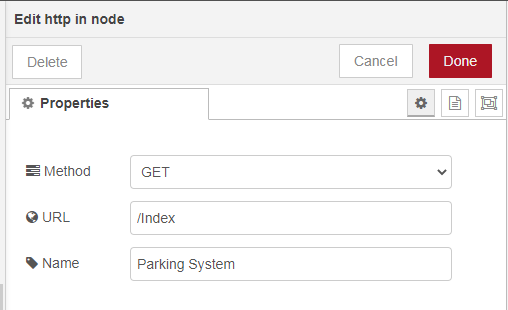 Edit http in node
Delete
Cancel
Done
Properties
Method
GET
URL
/Index
Name
Parking System